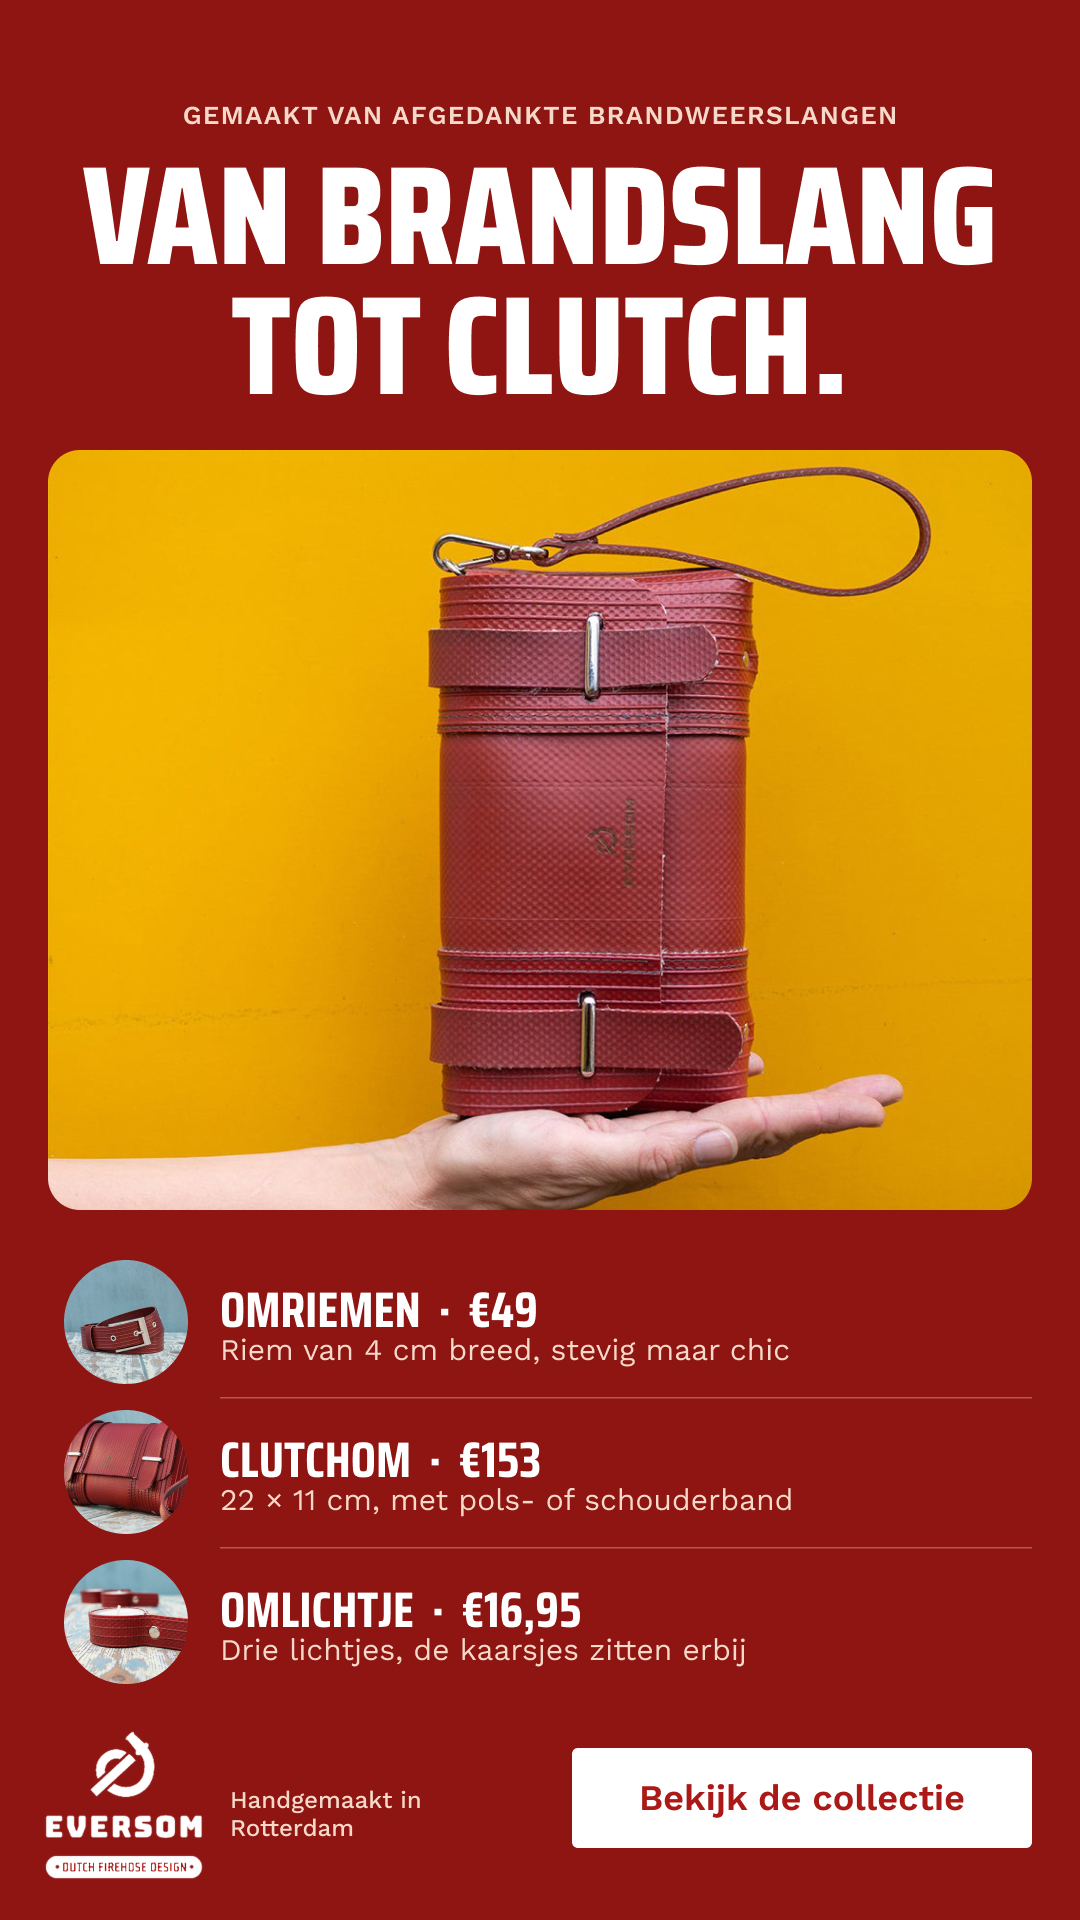 GEMAAKT VAN AFGEDANKTE BRANDWEERSLANGEN
VAN BRANDSLANG
TOT CLUTCH.
EVERSOM
OMRIEMEN · €49
Riem van 4 cm breed, stevig maar chic
CLUTCHOM · €153
22 × 11 cm, met pols- of schouderband
OMLICHTJE · €16,95
Drie lichtjes, de kaarsjes zitten erbij
EVERSOM
• DUTCH FIREHOSE DESIGN •
Handgemaakt in
Rotterdam
Bekijk de collectie